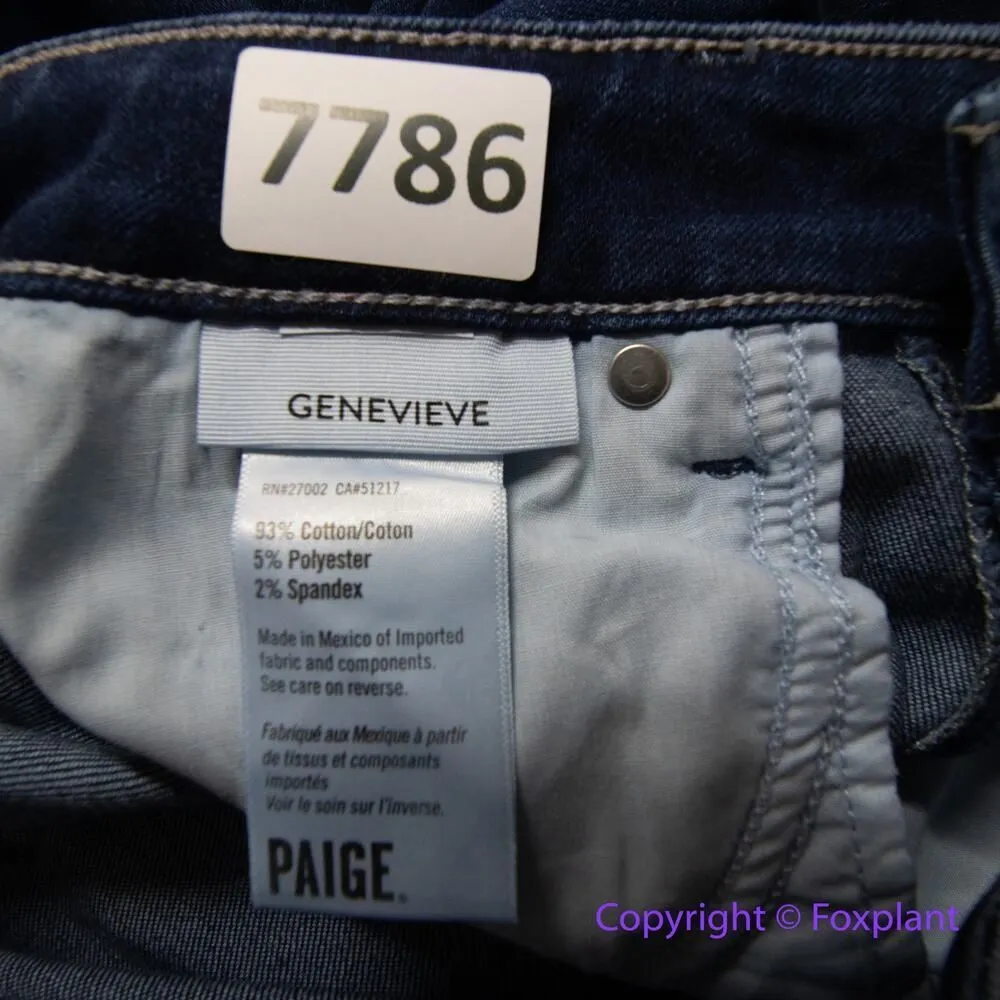 7786
GENEVIEVE
RN#27002 CA#51217
93% Cotton/Coton
5% Polyester
2% Spandex
Made in Mexico of Imported
fabric and components.
See care on reverse.
Fabriqué aux Mexique à partir
de tissus et composants
importés
Voir le soin sur l'inverse.
PAIGE.
Copyright © Foxplant